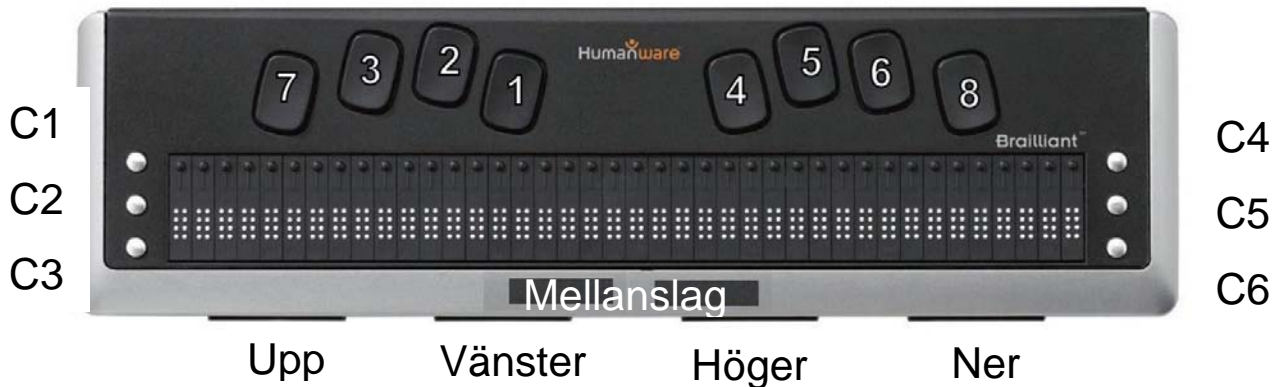 7 3 2 1 Humanware 4 5 6 8
C1 Brailliant™ C4
C2 C5
C3 C6
Mellanslag
Upp Vänster Höger Ner